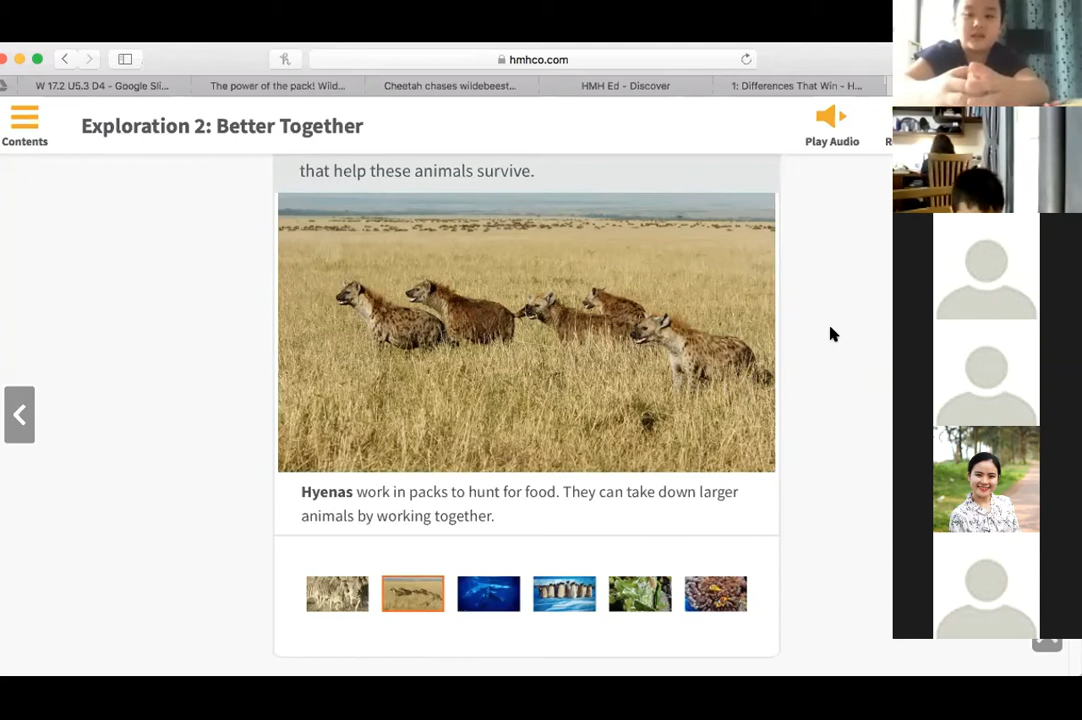 hmhco.com
W 17.2 U5.3 D4 - Google Sli...
The power of the pack! Wild...
Cheetah chases wildebeest...
HMH Ed - Discover
1: Differences That Win - H...
Contents
Exploration 2: Better Together
Play Audio
R
that help these animals survive.
Hyenas work in packs to hunt for food. They can take down larger
animals by working together.